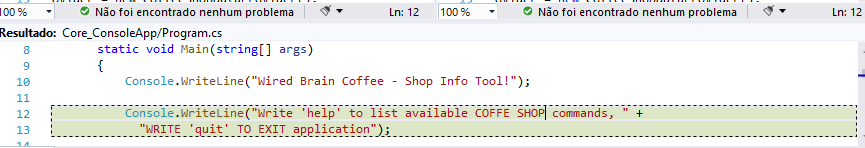 100 % Não foi encontrado nenhum problema Ln: 12 100 % Não foi encontrado nenhum problema Ln: 12
Resultado: Core_ConsoleApp/Program.cs
8 static void Main(string[] args)
9 {
10 Console.WriteLine("Wired Brain Coffee - Shop Info Tool!");
11
12 Console.WriteLine("Write 'help' to list available COFFE SHOP commands, " +
13 "WRITE 'quit' TO EXIT application");
14